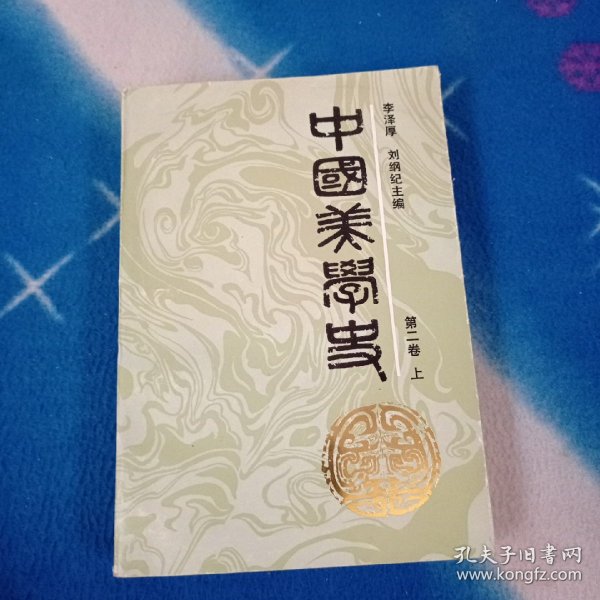 李泽厚 刘纲纪主编
中國美學史
第二卷 上
孔夫子旧書网
www.kongfz.com